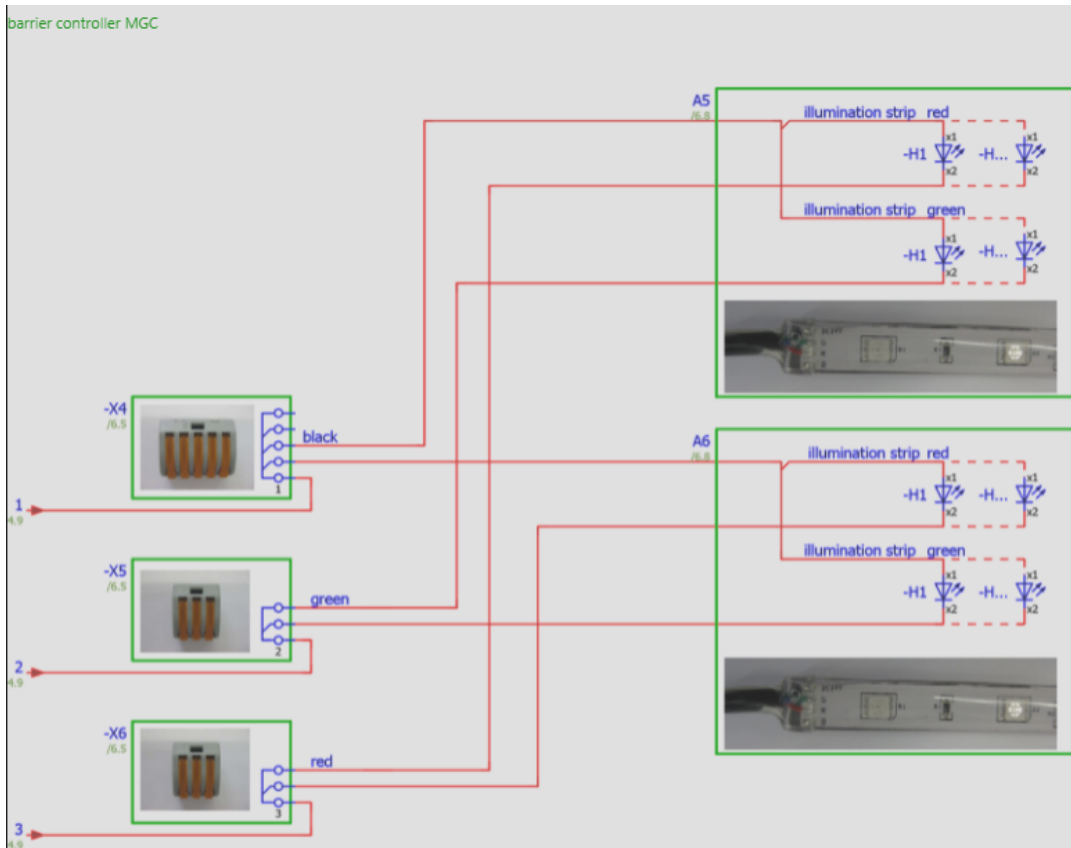 barrier controller MGC
A5
/6.8
illumination strip red
-H1
x1
x2
-H...
x1
x2
illumination strip green
-H1
x1
x2
-H...
x1
x2
-X4
/6.5
black
1
1
4.9
A6
/6.8
illumination strip red
-H1
x1
x2
-H...
x1
x2
illumination strip green
-H1
x1
x2
-H...
x1
x2
-X5
/6.5
green
2
2
4.9
-X6
/6.5
red
3
3
4.9